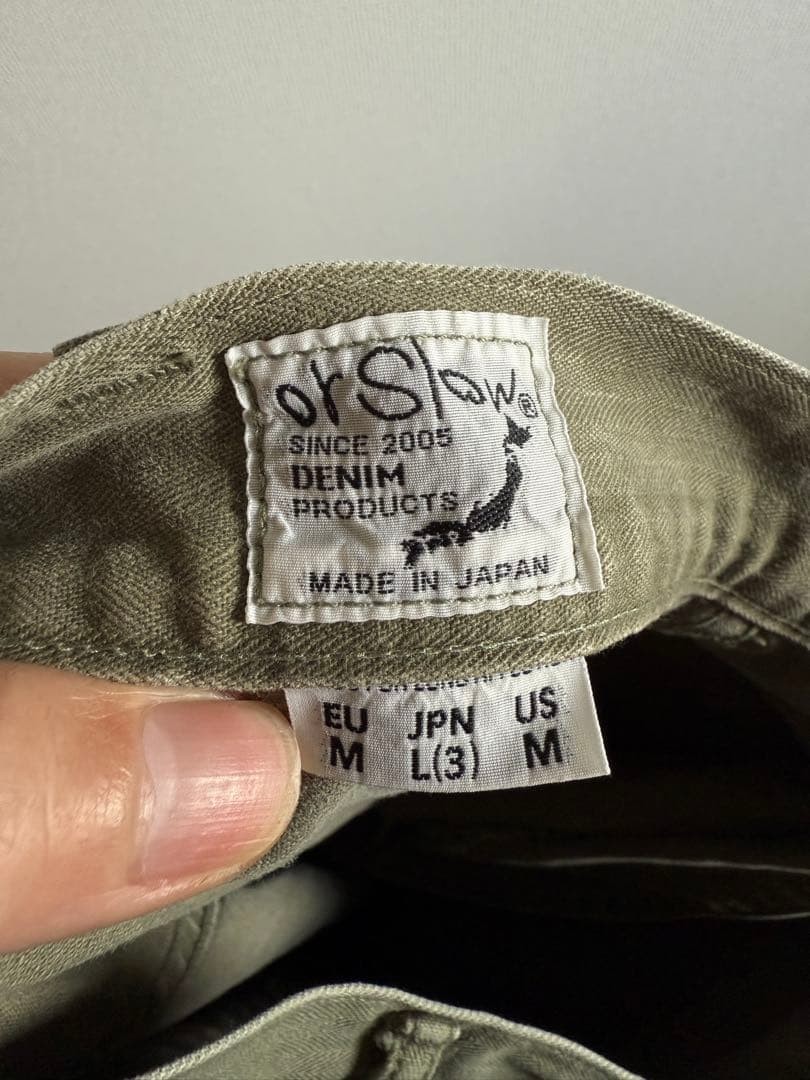 orSlow®
SINCE 2005
DENIM
PRODUCTS
MADE IN JAPAN
EU JPN US
M L(3) M